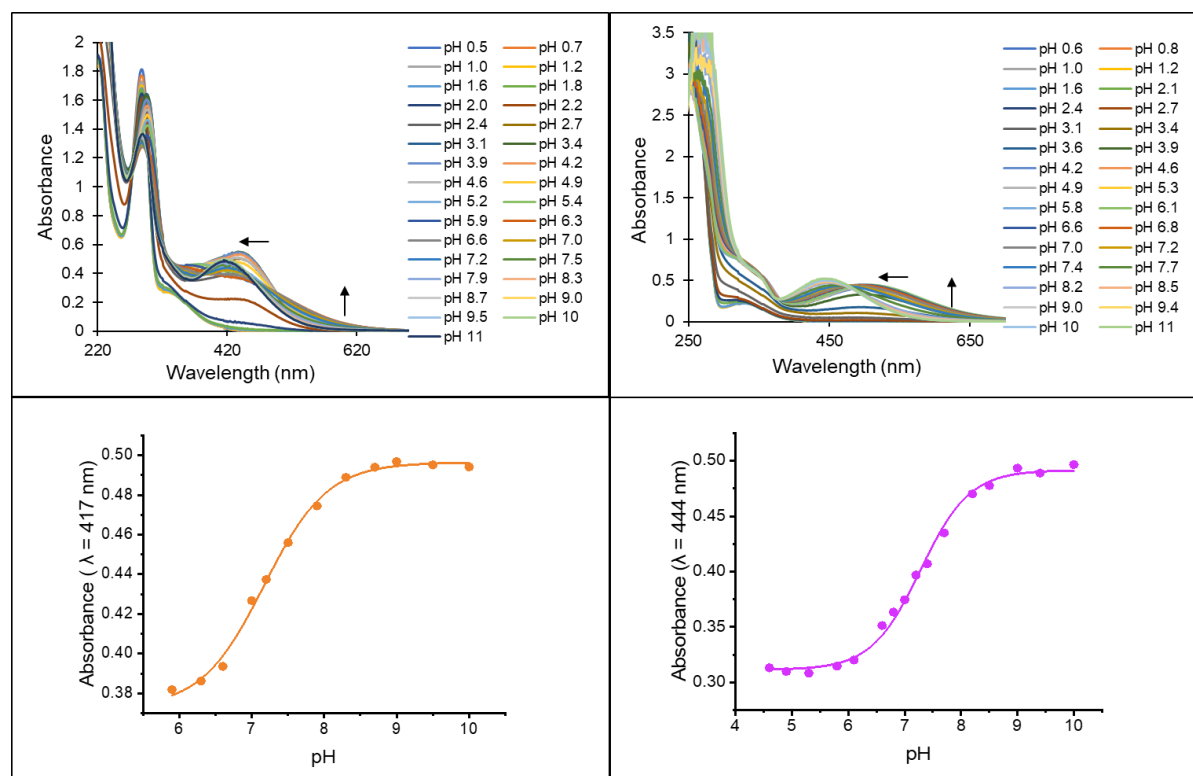 2
1.8
1.6
1.4
1.2
1
0.8
0.6
0.4
0.2
0
Absorbance
220 420 620
Wavelength (nm)
pH 0.5 pH 0.7
pH 1.0 pH 1.2
pH 1.6 pH 1.8
pH 2.0 pH 2.2
pH 2.4 pH 2.7
pH 3.1 pH 3.4
pH 3.9 pH 4.2
pH 4.6 pH 4.9
pH 5.2 pH 5.4
pH 5.9 pH 6.3
pH 6.6 pH 7.0
pH 7.2 pH 7.5
pH 7.9 pH 8.3
pH 8.7 pH 9.0
pH 9.5 pH 10
pH 11
3.5
3
2.5
2
1.5
1
0.5
0
Absorbance
250 450 650
Wavelength (nm)
pH 0.6 pH 0.8
pH 1.0 pH 1.2
pH 1.6 pH 2.1
pH 2.4 pH 2.7
pH 3.1 pH 3.4
pH 3.6 pH 3.9
pH 4.2 pH 4.6
pH 4.9 pH 5.3
pH 5.8 pH 6.1
pH 6.6 pH 6.8
pH 7.0 pH 7.2
pH 7.4 pH 7.7
pH 8.2 pH 8.5
pH 9.0 pH 9.4
pH 10 pH 11
0.50
0.48
0.46
0.44
0.42
0.40
0.38
Absorbance ( λ = 417 nm)
6 7 8 9 10
pH
0.50
0.45
0.40
0.35
0.30
Absorbance (λ = 444 nm)
4 5 6 7 8 9 10
pH